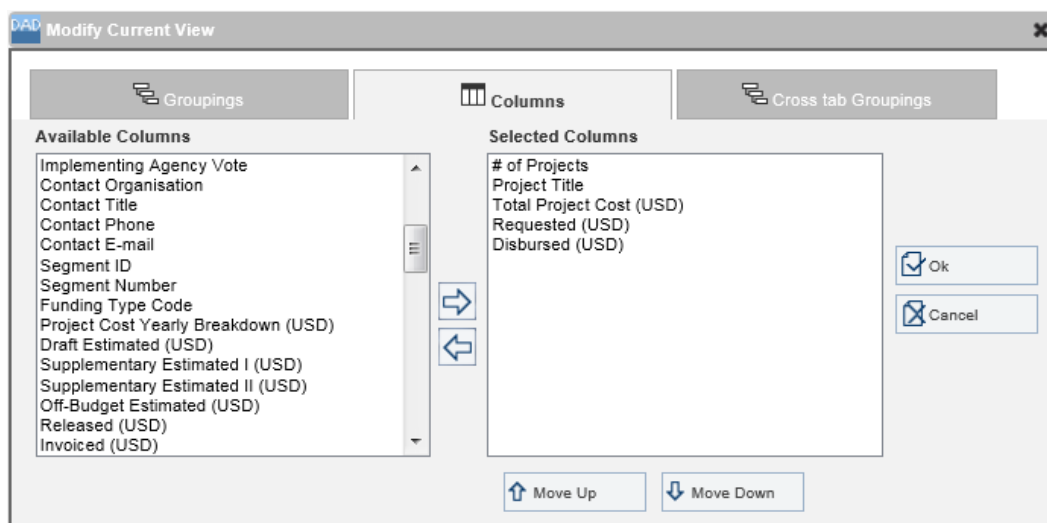 DAD Modify Current View
Groupings
Columns
Cross tab Groupings
Available Columns
Implementing Agency Vote
Contact Organisation
Contact Title
Contact Phone
Contact E-mail
Segment ID
Segment Number
Funding Type Code
Project Cost Yearly Breakdown (USD)
Draft Estimated (USD)
Supplementary Estimated I (USD)
Supplementary Estimated II (USD)
Off-Budget Estimated (USD)
Released (USD)
Invoiced (USD)
Selected Columns
# of Projects
Project Title
Total Project Cost (USD)
Requested (USD)
Disbursed (USD)
Ok
Cancel
Move Up
Move Down